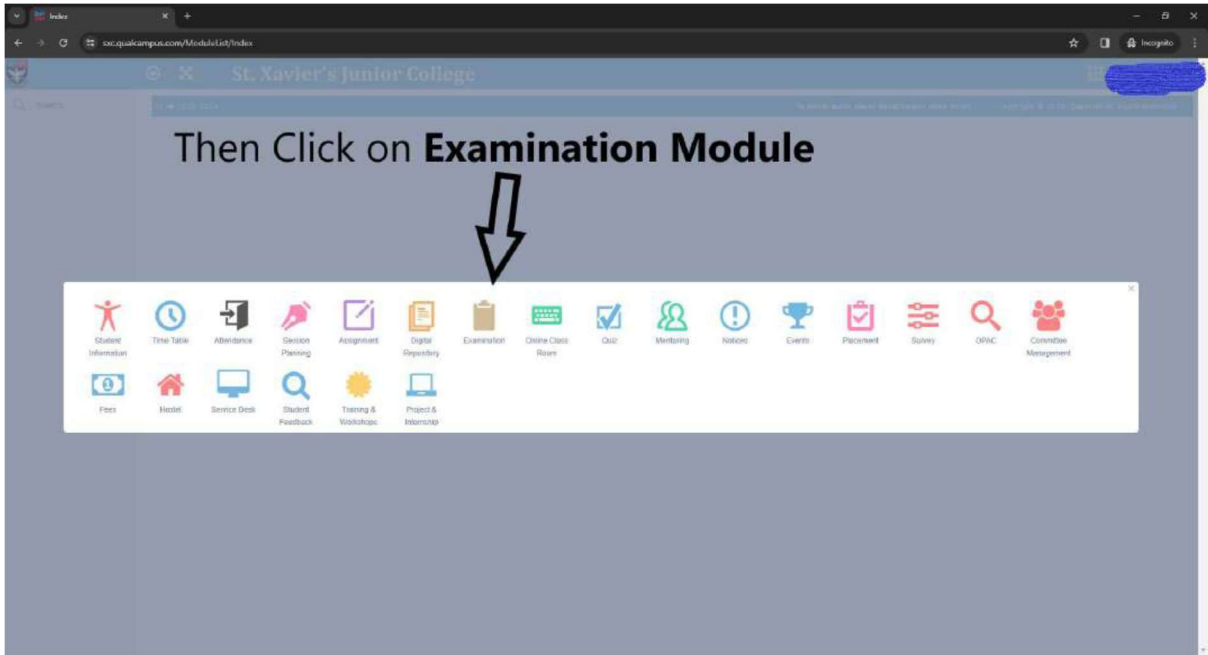 Index
sxc.qualcampus.com/ModuleList/Index
Incognito
St. Xavier's Junior College
Search
Then Click on Examination Module
Student Information
Time Table
Attendance
Session Planning
Assignment
Digital Repository
Examination
Online Class Room
Quiz
Mentoring
Notices
Events
Placement
Survey
OPAC
Committee Management
Fees
Hostel
Service Desk
Student Feedback
Training & Workshops
Project & Internship